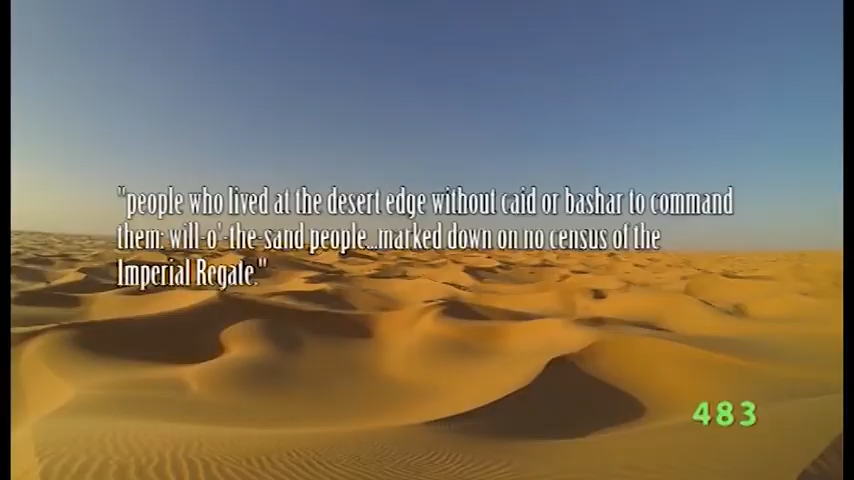 "people who lived at the desert edge without caid or bashar to command
them: will-o'-the-sand people...marked down on no census of the
Imperial Regate."
483